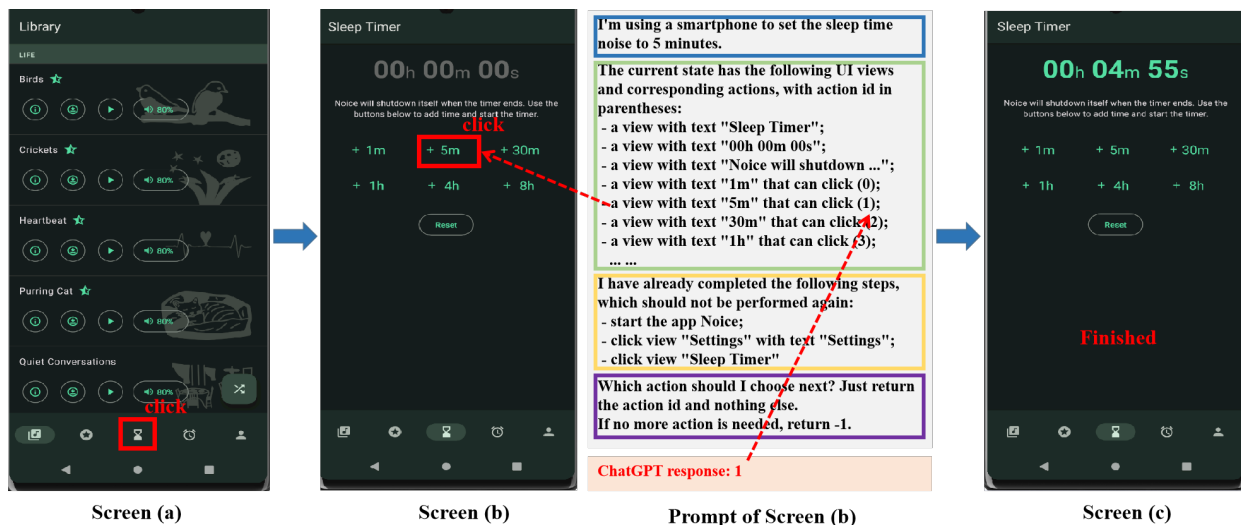 Library
LIFE
Birds
80%
Crickets
80%
Heartbeat
80%
Purring Cat
80%
Quiet Conversations
80%
click
Screen (a)
Sleep Timer
00h 00m 00s
Noice will shutdown itself when the timer ends. Use the
buttons below to add time and start the timer.
click
+ 1m + 5m + 30m
+ 1h + 4h + 8h
Reset
Screen (b)
I'm using a smartphone to set the sleep time
noise to 5 minutes.
The current state has the following UI views
and corresponding actions, with action id in
parentheses:
- a view with text "Sleep Timer";
- a view with text "00h 00m 00s";
- a view with text "Noice will shutdown ...";
- a view with text "1m" that can click (0);
- a view with text "5m" that can click (1);
- a view with text "30m" that can click (2);
- a view with text "1h" that can click (3);
... ...
I have already completed the following steps,
which should not be performed again:
- start the app Noice;
- click view "Settings" with text "Settings";
- click view "Sleep Timer"
Which action should I choose next? Just return
the action id and nothing else.
If no more action is needed, return -1.
ChatGPT response: 1
Prompt of Screen (b)
Sleep Timer
00h 04m 55s
Noice will shutdown itself when the timer ends. Use the
buttons below to add time and start the timer.
+ 1m + 5m + 30m
+ 1h + 4h + 8h
Reset
Finished
Screen (c)